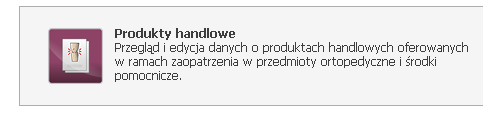 Produkty handlowe
Przegląd i edycja danych o produktach handlowych oferowanych
w ramach zaopatrzenia w przedmioty ortopedyczne i środki
pomocnicze.